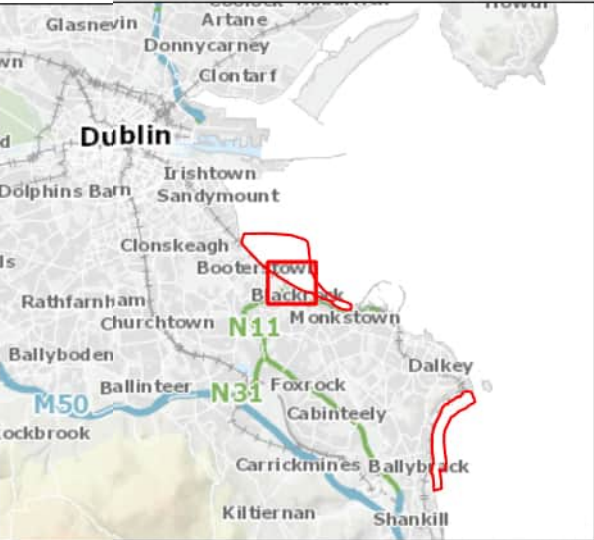 Glasnevin
Artane
Donnycarney
Clontarf
Dublin
Irishtown
Dolphins Barn
Sandymount
Clonskeagh
Booterstown
Blackrock
Rathfarnham
Monkstown
Churchtown
N11
Ballyboden
Dalkey
Ballinteer
N31
Foxrock
M50
Cabinteely
Carrickmines
Ballybrack
Kiltiernan
Shankill